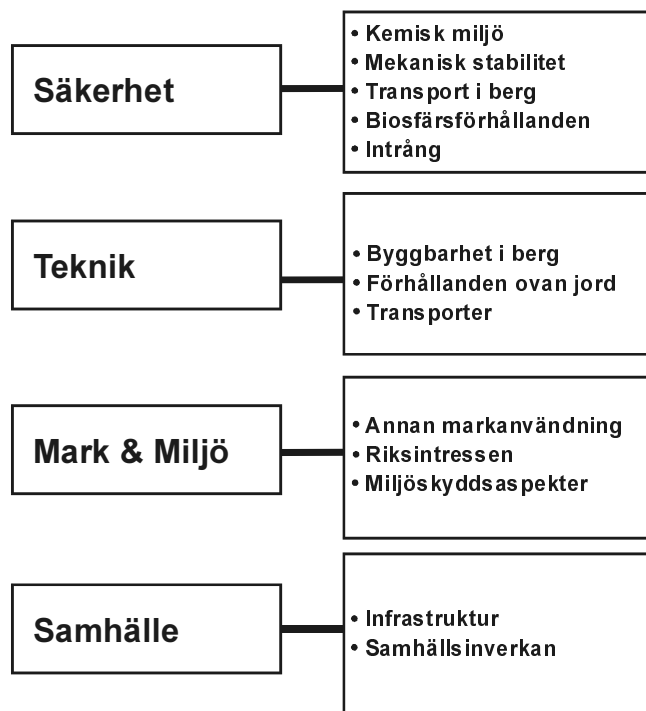 Säkerhet
• Kemisk miljö
• Mekanisk stabilitet
• Transport i berg
• Biosfärsförhållanden
• Intrång
Teknik
• Byggbarhet i berg
• Förhållanden ovan jord
• Transporter
Mark & Miljö
• Annan markanvändning
• Riksintressen
• Miljöskyddsaspekter
Samhälle
• Infrastruktur
• Samhällsinverkan